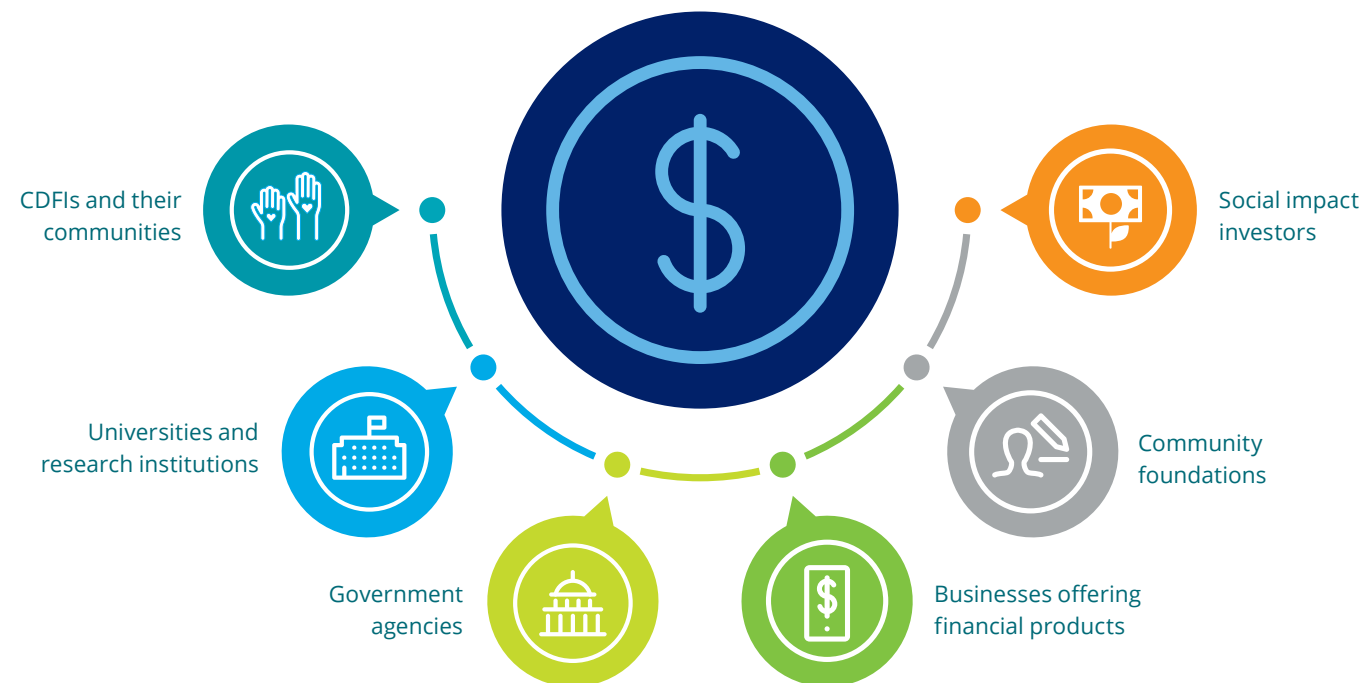 CDFIs and their
communities
Universities and
research institutions
Government
agencies
Businesses offering
financial products
Community
foundations
Social impact
investors